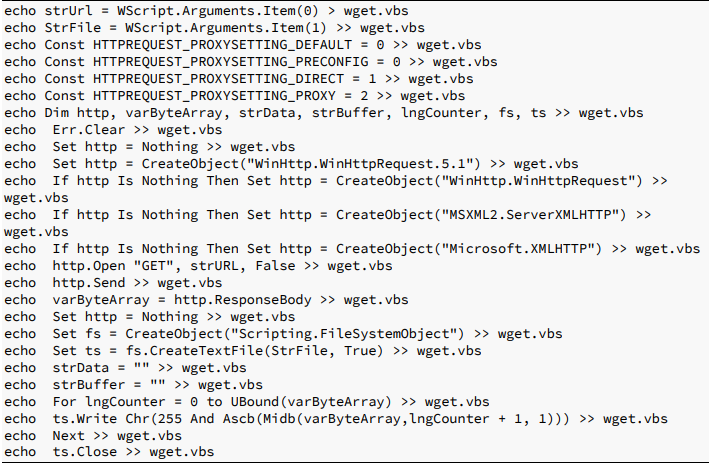 echo strUrl = WScript.Arguments.Item(0) > wget.vbs
echo StrFile = WScript.Arguments.Item(1) >> wget.vbs
echo Const HTTPREQUEST_PROXYSETTING_DEFAULT = 0 >> wget.vbs
echo Const HTTPREQUEST_PROXYSETTING_PRECONFIG = 0 >> wget.vbs
echo Const HTTPREQUEST_PROXYSETTING_DIRECT = 1 >> wget.vbs
echo Const HTTPREQUEST_PROXYSETTING_PROXY = 2 >> wget.vbs
echo Dim http, varByteArray, strData, strBuffer, lngCounter, fs, ts >> wget.vbs
echo  Err.Clear >> wget.vbs
echo  Set http = Nothing >> wget.vbs
echo  Set http = CreateObject("WinHttp.WinHttpRequest.5.1") >> wget.vbs
echo  If http Is Nothing Then Set http = CreateObject("WinHttp.WinHttpRequest") >>
wget.vbs
echo  If http Is Nothing Then Set http = CreateObject("MSXML2.ServerXMLHTTP") >>
wget.vbs
echo  If http Is Nothing Then Set http = CreateObject("Microsoft.XMLHTTP") >> wget.vbs
echo  http.Open "GET", strURL, False >> wget.vbs
echo  http.Send >> wget.vbs
echo  varByteArray = http.ResponseBody >> wget.vbs
echo  Set http = Nothing >> wget.vbs
echo  Set fs = CreateObject("Scripting.FileSystemObject") >> wget.vbs
echo  Set ts = fs.CreateTextFile(StrFile, True) >> wget.vbs
echo  strData = "" >> wget.vbs
echo  strBuffer = "" >> wget.vbs
echo  For lngCounter = 0 to UBound(varByteArray) >> wget.vbs
echo  ts.Write Chr(255 And Ascb(Midb(varByteArray,lngCounter + 1, 1))) >> wget.vbs
echo  Next >> wget.vbs
echo  ts.Close >> wget.vbs